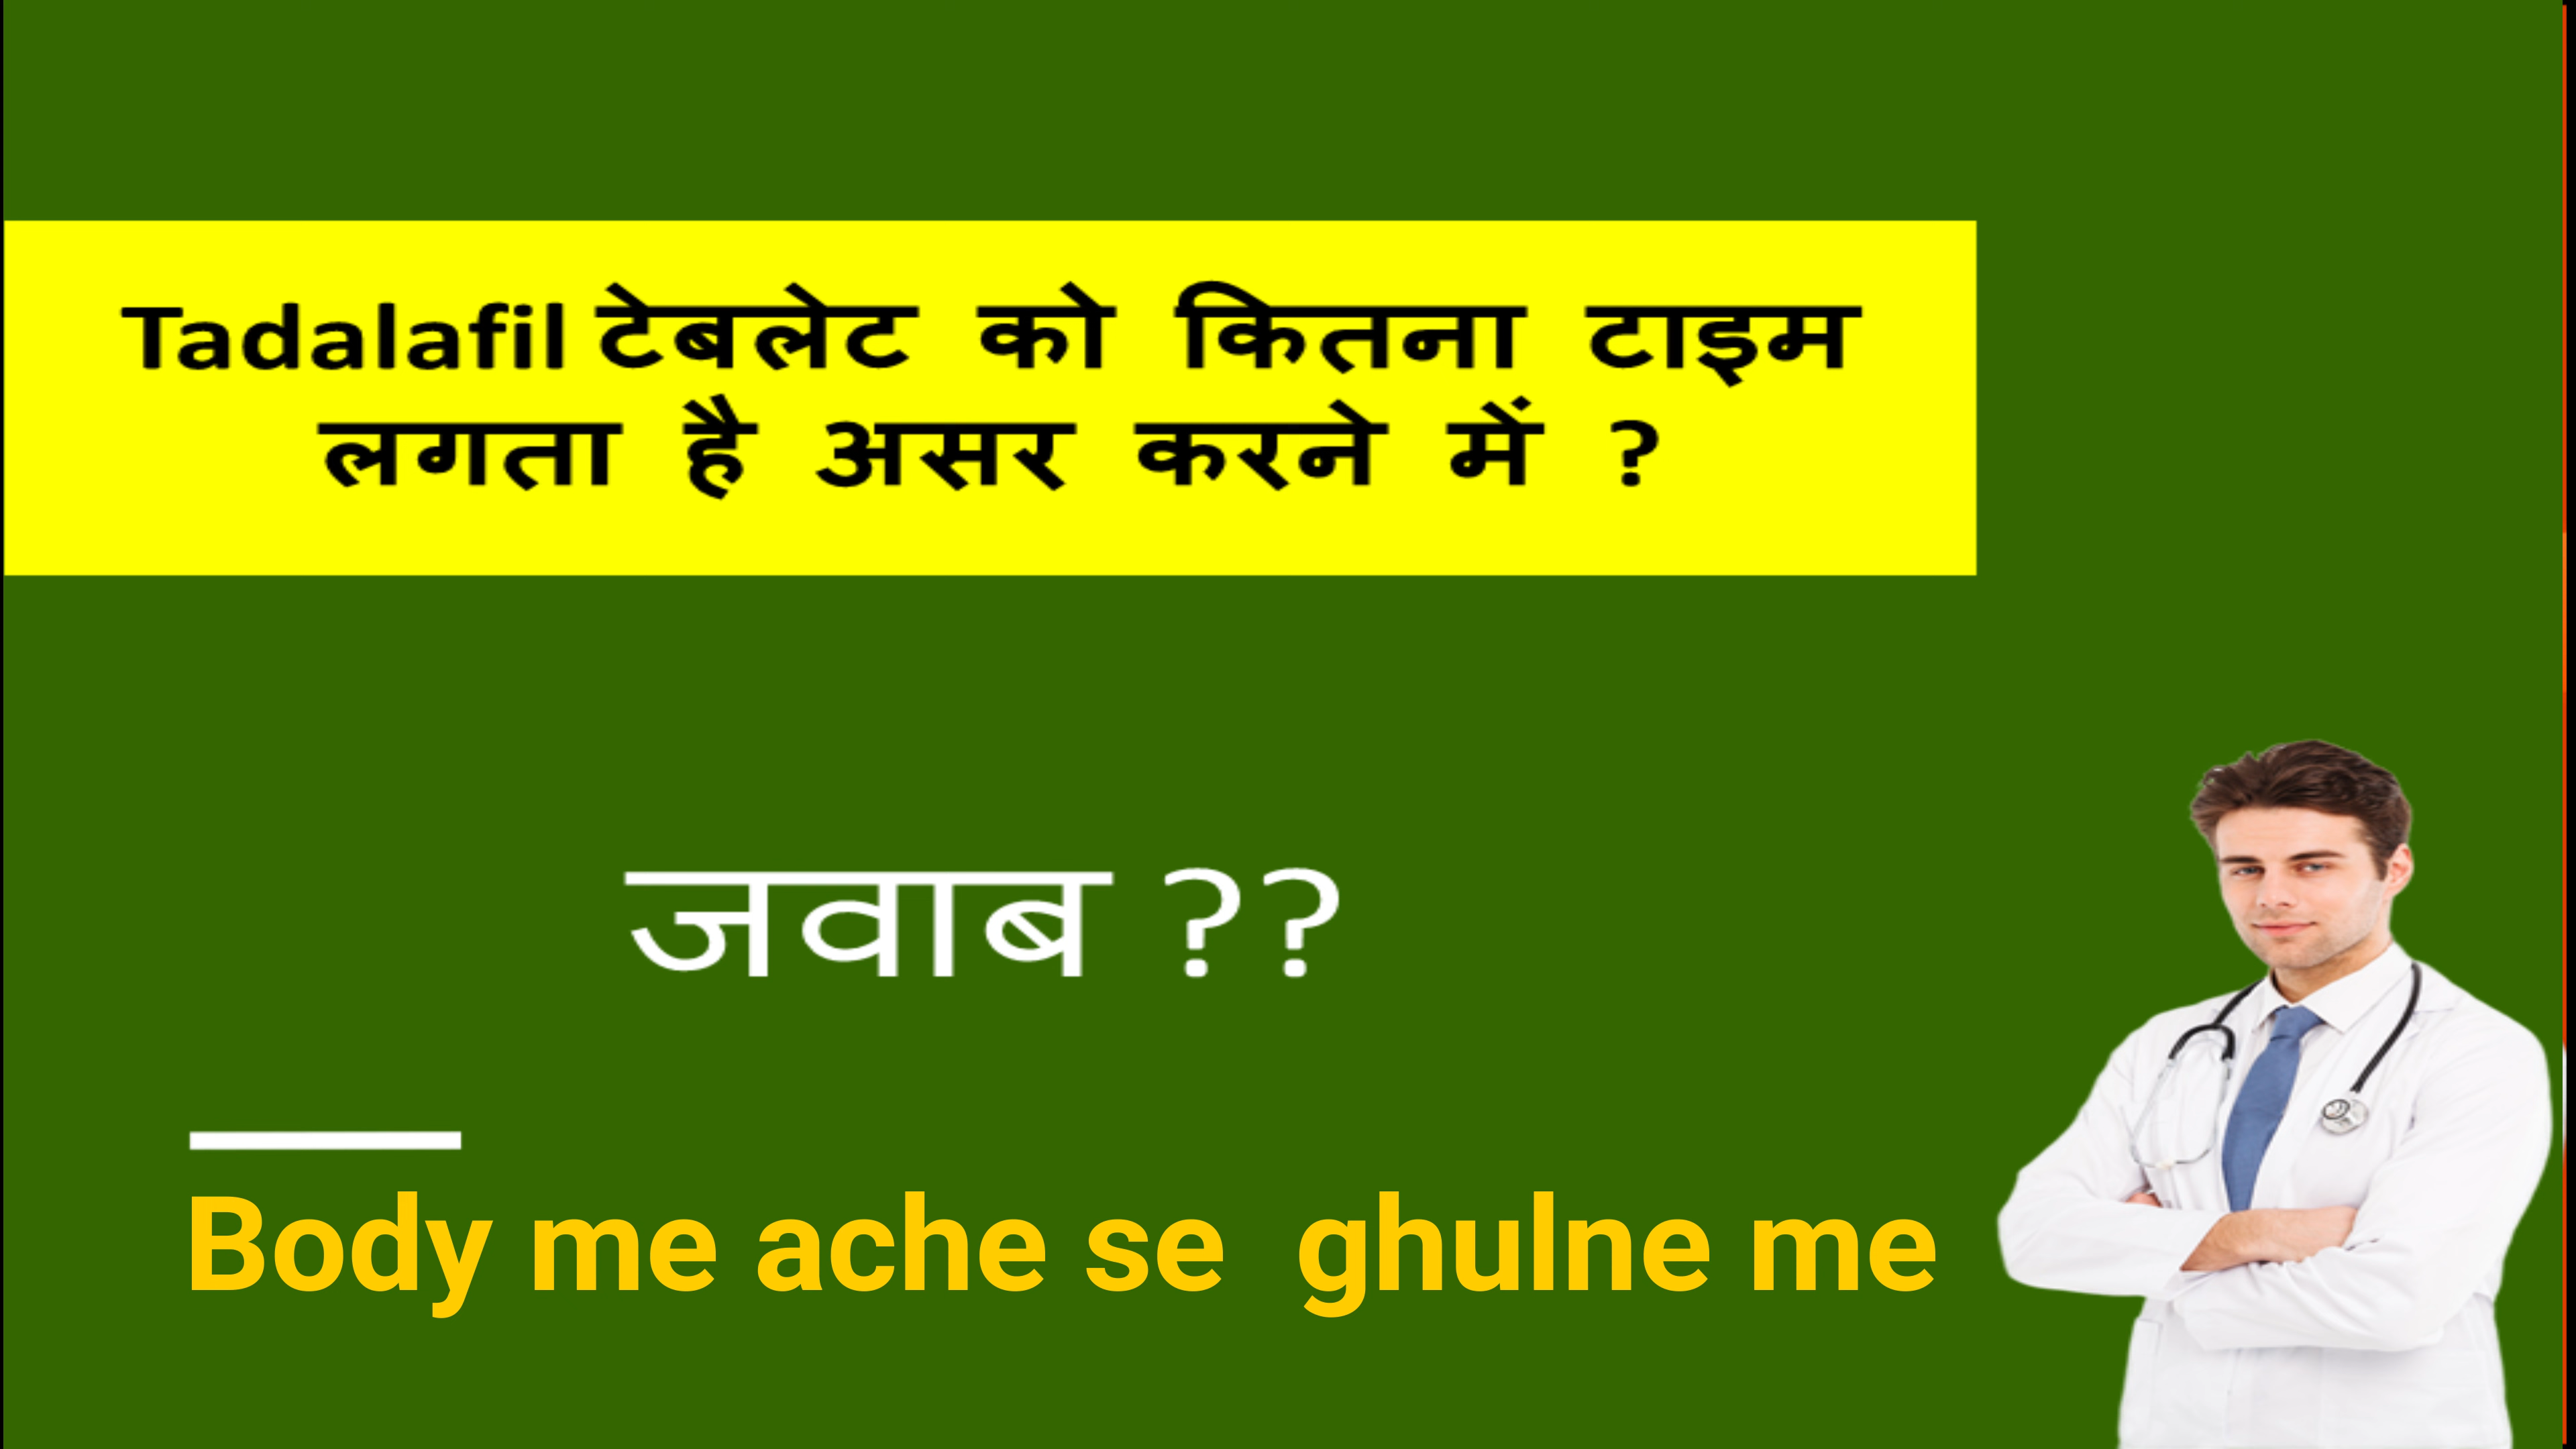 Tadalafil टेबलेट को कितना टाइम
लगता है असर करने में ?
जवाब ??
Body me ache se ghulne me